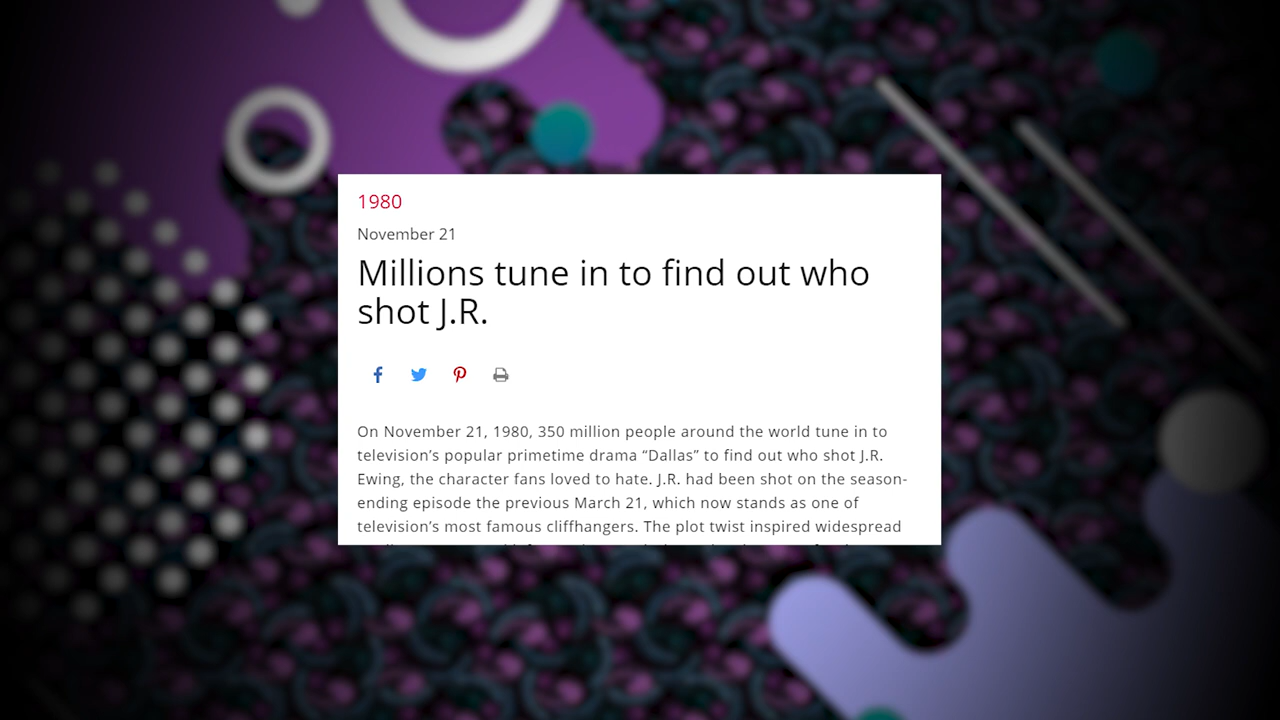 1980
November 21
Millions tune in to find out who
shot J.R.
On November 21, 1980, 350 million people around the world tune in to
television’s popular primetime drama “Dallas” to find out who shot J.R.
Ewing, the character fans loved to hate. J.R. had been shot on the season-
ending episode the previous March 21, which now stands as one of
television’s most famous cliffhangers. The plot twist inspired widespread